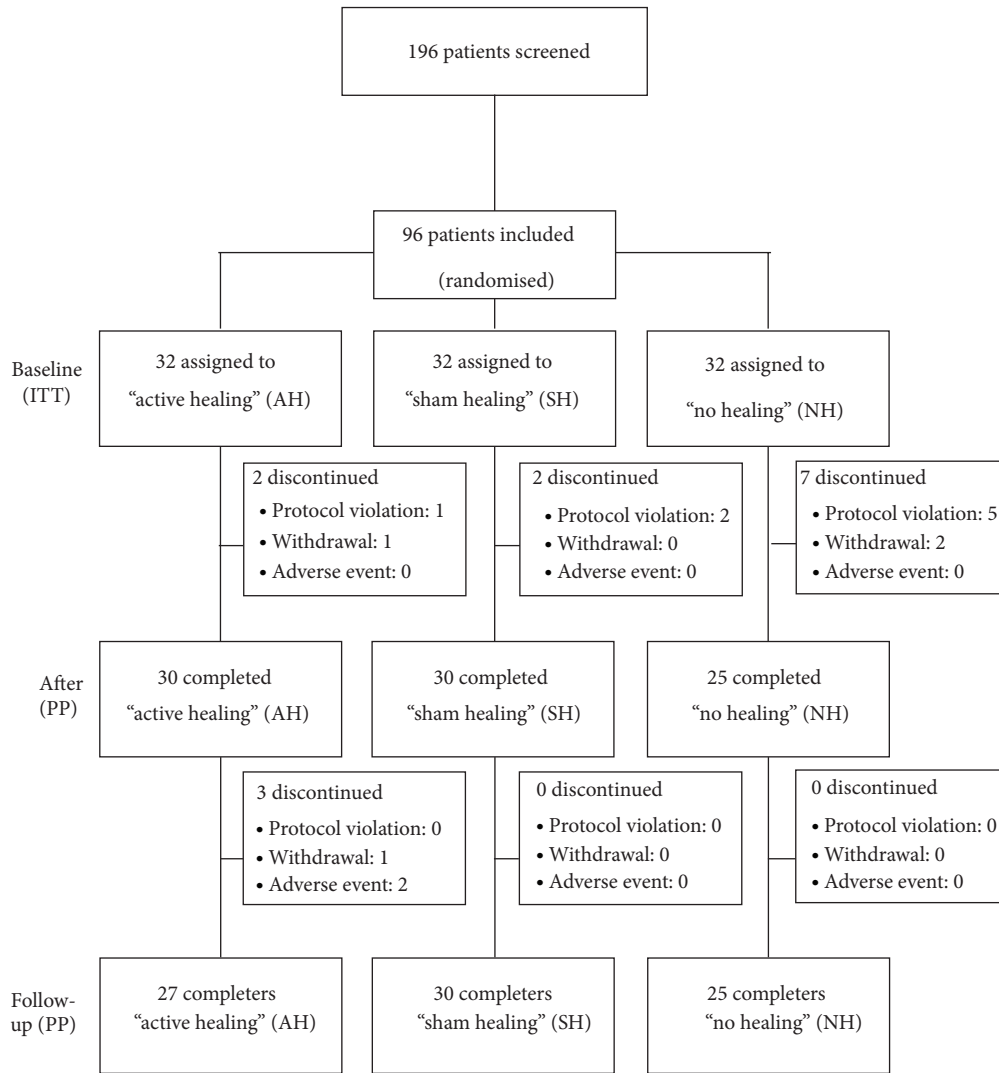 196 patients screened
96 patients included
(randomised)
Baseline
(ITT)
32 assigned to
“active healing” (AH)
32 assigned to
“sham healing” (SH)
32 assigned to
“no healing” (NH)
2 discontinued
• Protocol violation: 1
• Withdrawal: 1
• Adverse event: 0
2 discontinued
• Protocol violation: 2
• Withdrawal: 0
• Adverse event: 0
7 discontinued
• Protocol violation: 5
• Withdrawal: 2
• Adverse event: 0
After
(PP)
30 completed
“active healing” (AH)
30 completed
“sham healing” (SH)
25 completed
“no healing” (NH)
3 discontinued
• Protocol violation: 0
• Withdrawal: 1
• Adverse event: 2
0 discontinued
• Protocol violation: 0
• Withdrawal: 0
• Adverse event: 0
0 discontinued
• Protocol violation: 0
• Withdrawal: 0
• Adverse event: 0
Follow-
up (PP)
27 completers
“active healing” (AH)
30 completers
“sham healing” (SH)
25 completers
“no healing” (NH)